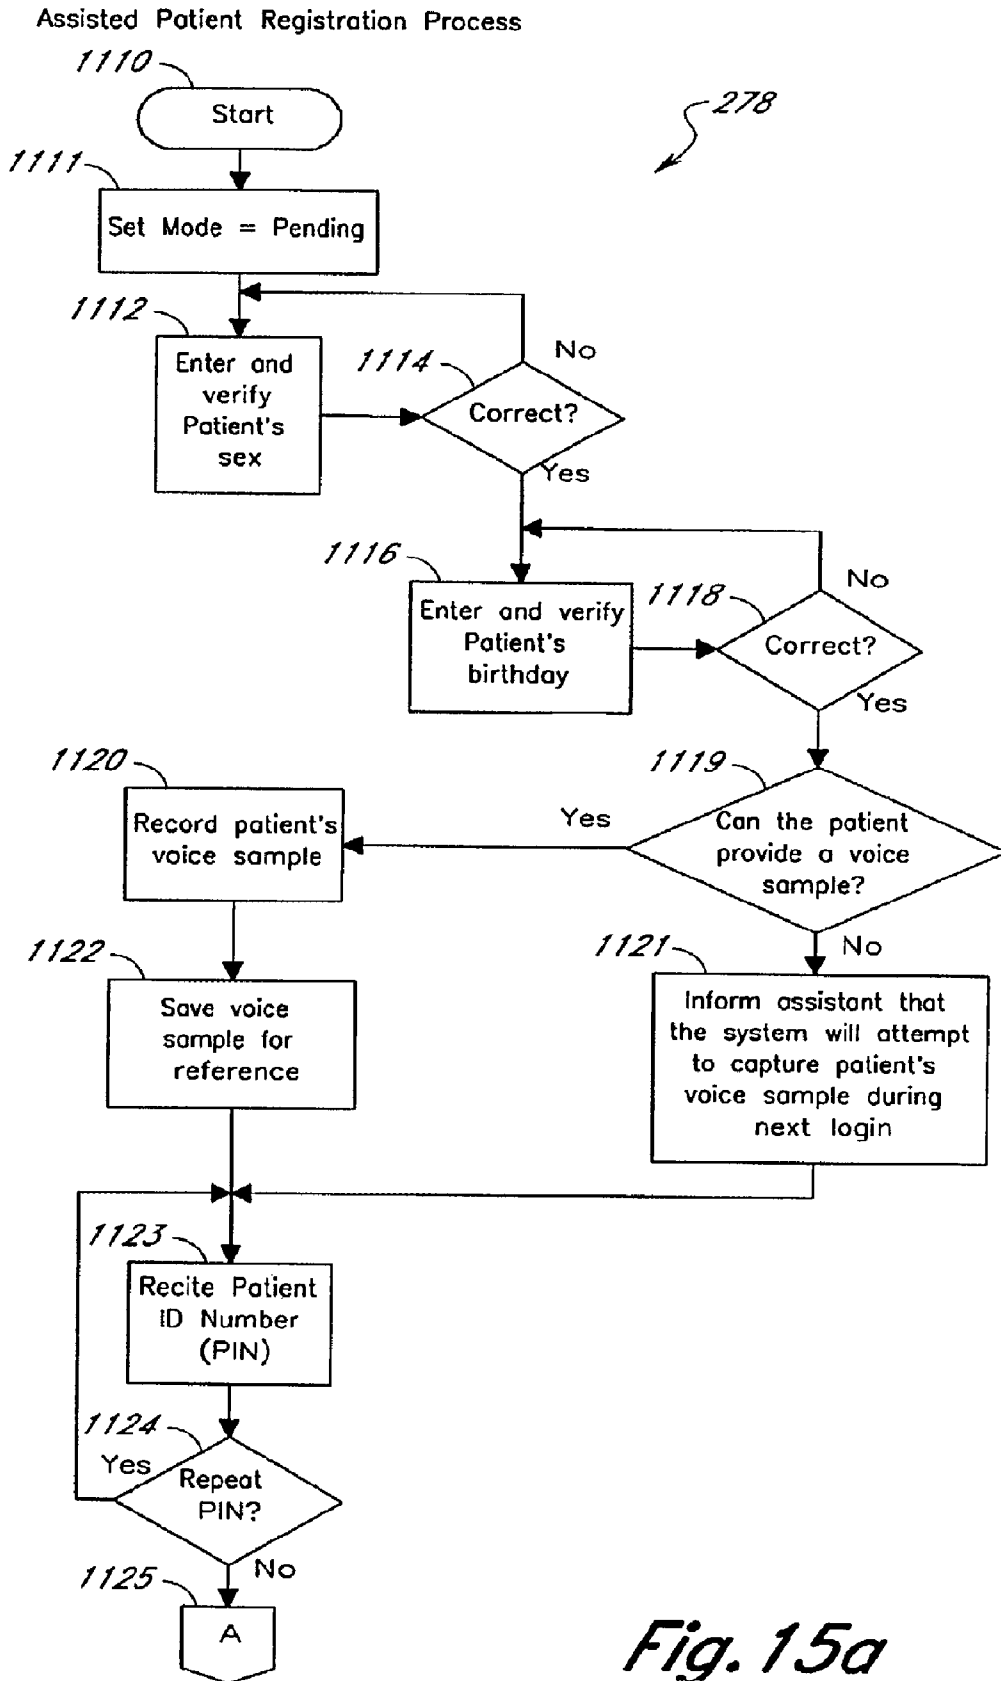 Assisted Patient Registration Process
1110
Start
278
1111
Set Mode = Pending
1112
Enter and
verify
Patient's
sex
1114
Correct?
No
Yes
1116
Enter and verify
Patient's
birthday
1118
Correct?
No
Yes
1119
Can the patient
provide a voice
sample?
Yes
No
1120
Record patient's
voice sample
1122
Save voice
sample for
reference
1121
Inform assistant that
the system will attempt
to capture patient's
voice sample during
next login
1123
Recite Patient
ID Number
(PIN)
1124
Repeat
PIN?
Yes
No
1125
A
Fig. 15a